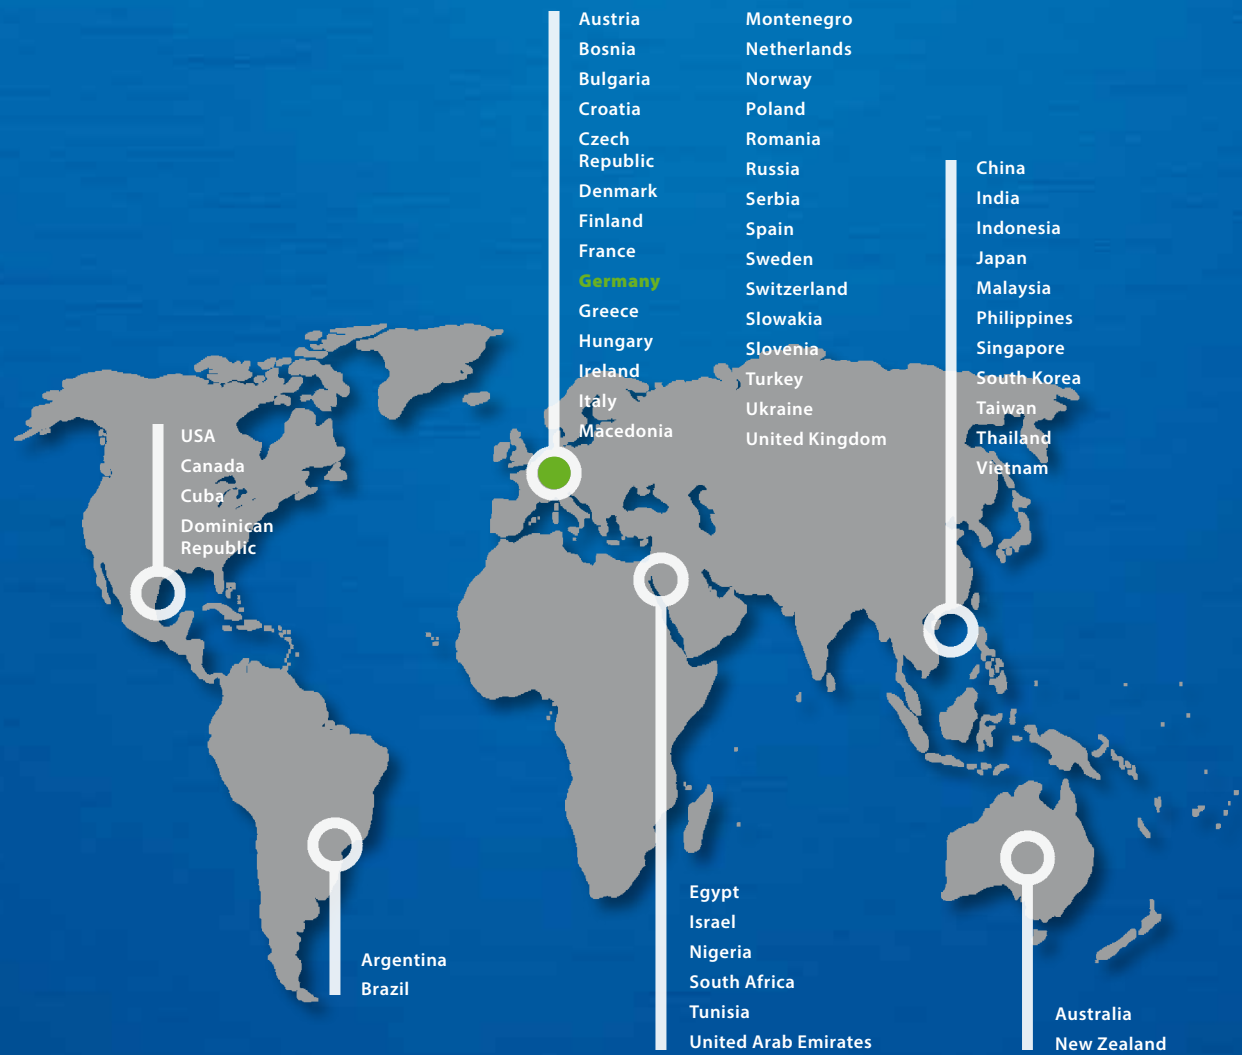 Austria
Bosnia
Bulgaria
Croatia
Czech
Republic
Denmark
Finland
France
Germany
Greece
Hungary
Ireland
Italy
Macedonia
Montenegro
Netherlands
Norway
Poland
Romania
Russia
Serbia
Spain
Sweden
Switzerland
Slowakia
Slovenia
Turkey
Ukraine
United Kingdom
China
India
Indonesia
Japan
Malaysia
Philippines
Singapore
South Korea
Taiwan
Thailand
Vietnam
USA
Canada
Cuba
Dominican
Republic
Argentina
Brazil
Egypt
Israel
Nigeria
South Africa
Tunisia
United Arab Emirates
Australia
New Zealand